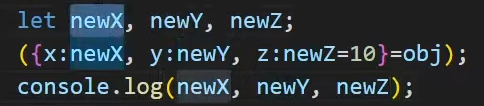 let newX, newY, newZ;
({x:newX, y:newY, z:newZ=10}=obj);
console.log(newX, newY, newZ);